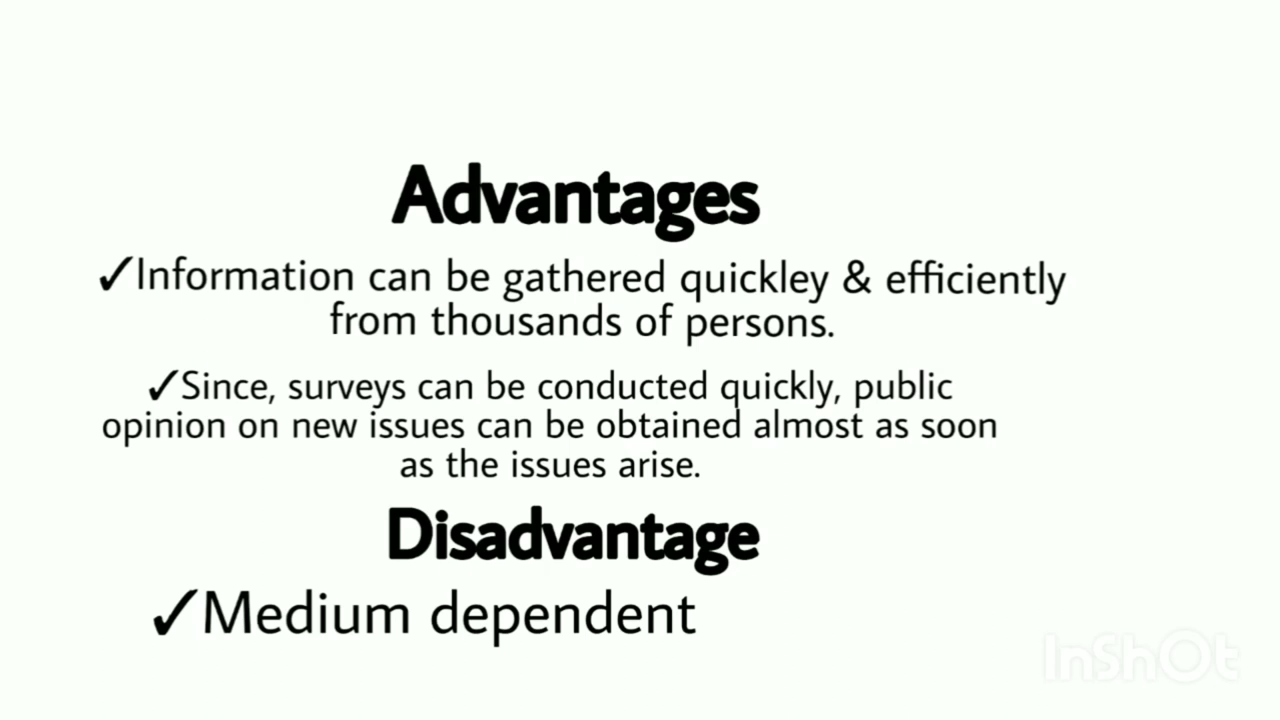 Advantages
✓Information can be gathered quickley & efficiently
from thousands of persons.
✓Since, surveys can be conducted quickly, public
opinion on new issues can be obtained almost as soon
as the issues arise.
Disadvantage
✓Medium dependent
InShOt